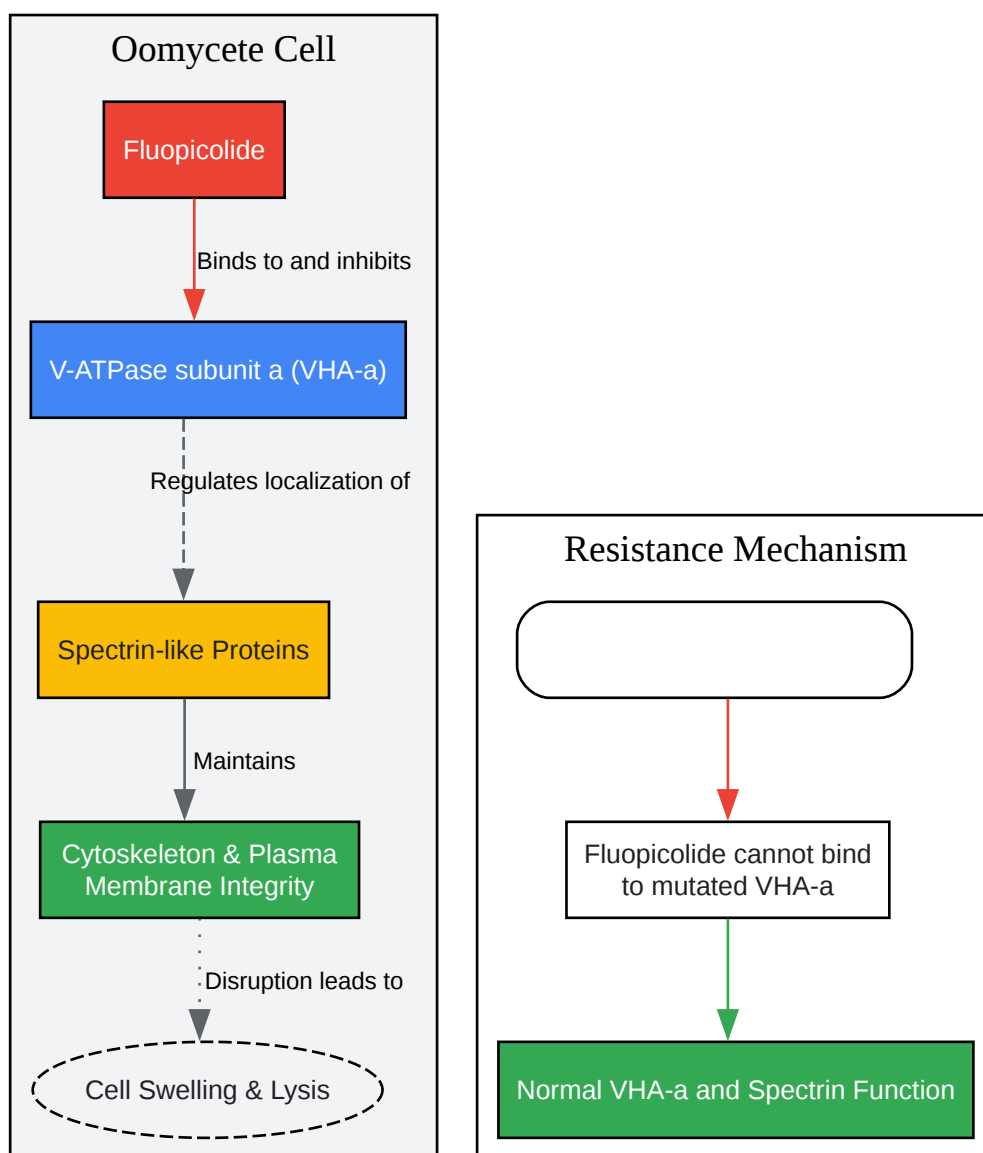 Oomycete Cell
Fluopicolide
Binds to and inhibits
V-ATPase subunit a (VHA-a)
Regulates localization of
Spectrin-like Proteins
Maintains
Cytoskeleton & Plasma
Membrane Integrity
Disruption leads to
Cell Swelling & Lysis
Resistance Mechanism
Fluopicolide cannot bind
to mutated VHA-a
Normal VHA-a and Spectrin Function